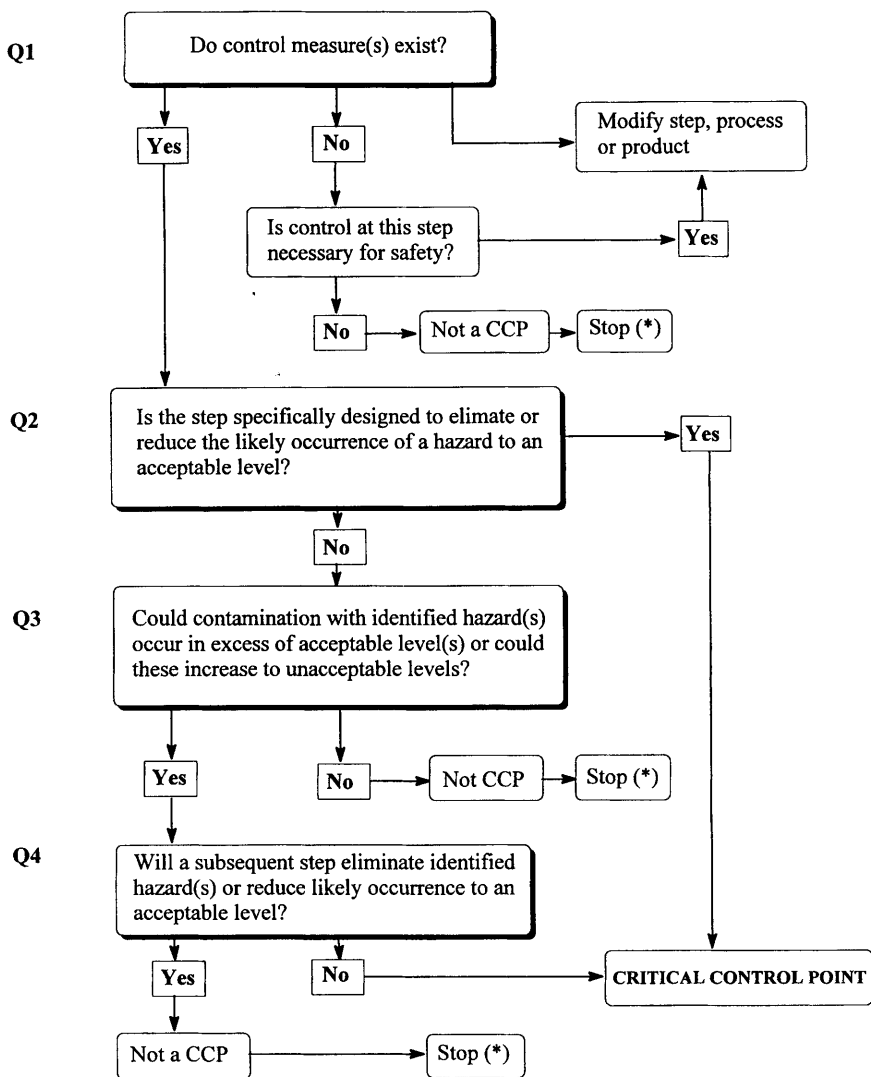 Q1
Do control measure(s) exist?
Yes
No
Modify step, process
or product
Is control at this step
necessary for safety?
Yes
No
Not a CCP
Stop (*)
Q2
Is the step specifically designed to elimate or
reduce the likely occurrence of a hazard to an
acceptable level?
Yes
No
Q3
Could contamination with identified hazard(s)
occur in excess of acceptable level(s) or could
these increase to unacceptable levels?
Yes
No
Not CCP
Stop (*)
Q4
Will a subsequent step eliminate identified
hazard(s) or reduce likely occurrence to an
acceptable level?
Yes
No
CRITICAL CONTROL POINT
Not a CCP
Stop (*)